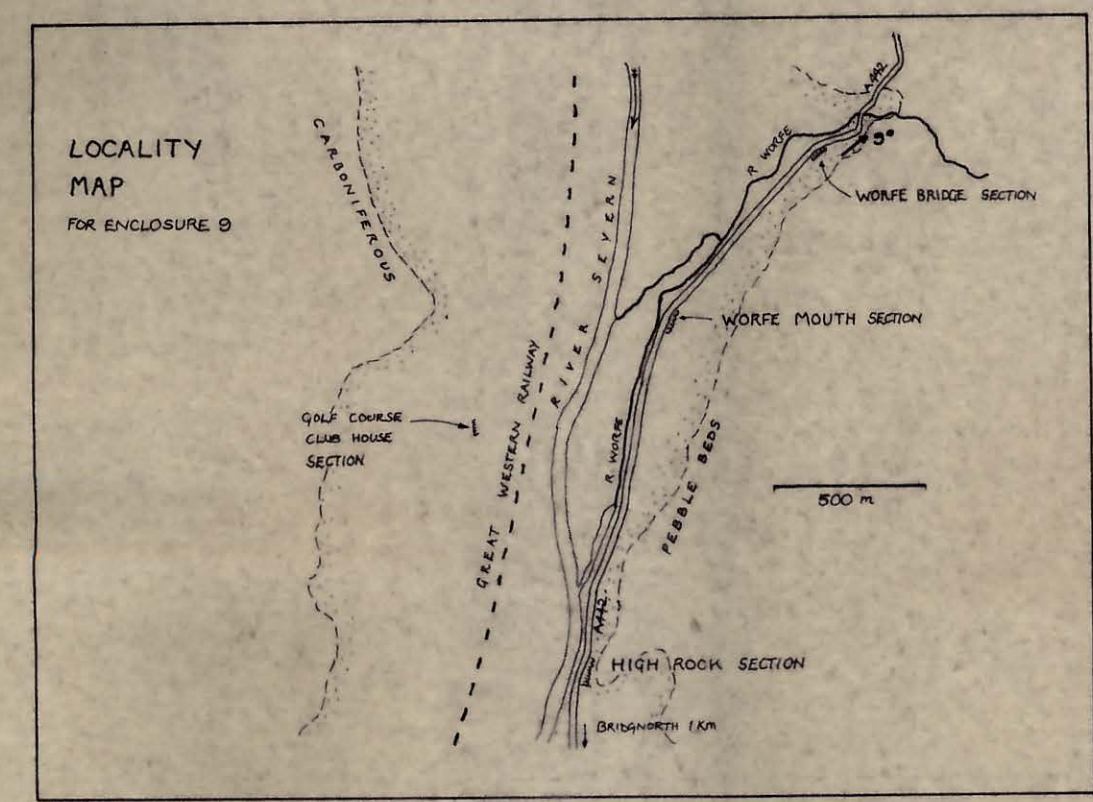 LOCALITY
MAP
FOR ENCLOSURE 9
CARBONIFEROUS
GREAT WESTERN RAILWAY
RIVER SEVERN
A442
R WORFE
9°
WORFE BRIDGE SECTION
WORFE MOUTH SECTION
GOLF COURSE
CLUB HOUSE
SECTION
R WORFE
PEBBLE BEDS
500 m
A442
HIGH ROCK SECTION
BRIDGNORTH 1 Km